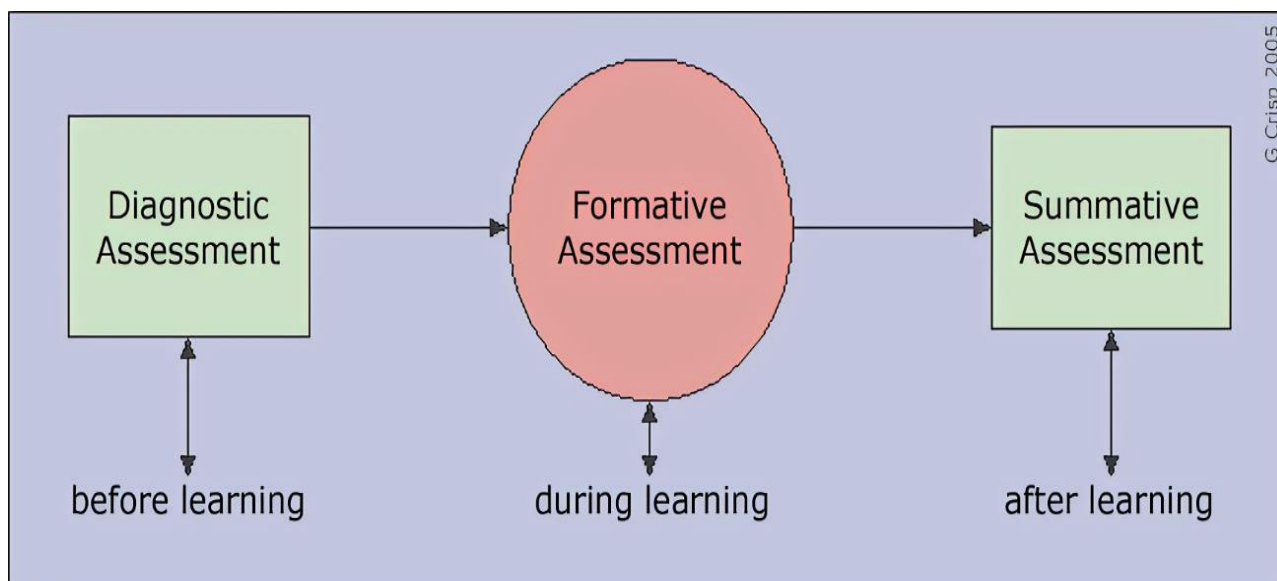 Diagnostic
Assessment
Formative
Assessment
Summative
Assessment
before learning
during learning
after learning
G Crisp 2005